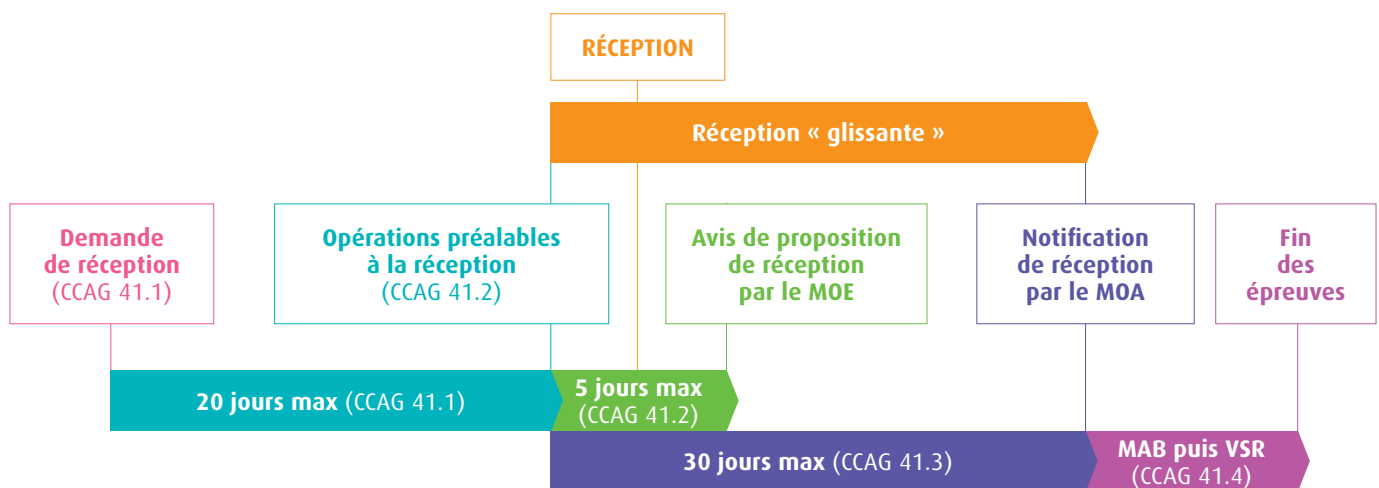 RÉCEPTION
Réception « glissante »
Demande
de réception
(CCAG 41.1)
Opérations préalables
à la réception
(CCAG 41.2)
Avis de proposition
de réception
par le MOE
Notification
de réception
par le MOA
Fin
des
épreuves
20 jours max (CCAG 41.1)
5 jours max
(CCAG 41.2)
30 jours max (CCAG 41.3)
MAB puis VSR
(CCAG 41.4)